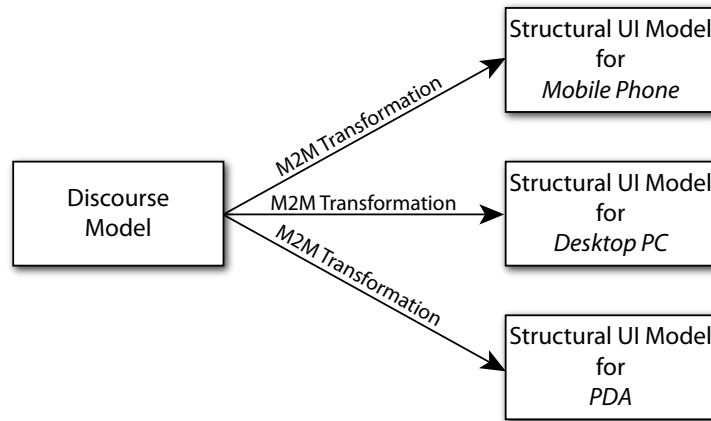 Structural UI Model
for
Mobile Phone
M2M Transformation
Discourse
Model
M2M Transformation
Structural UI Model
for
Desktop PC
M2M Transformation
Structural UI Model
for
PDA